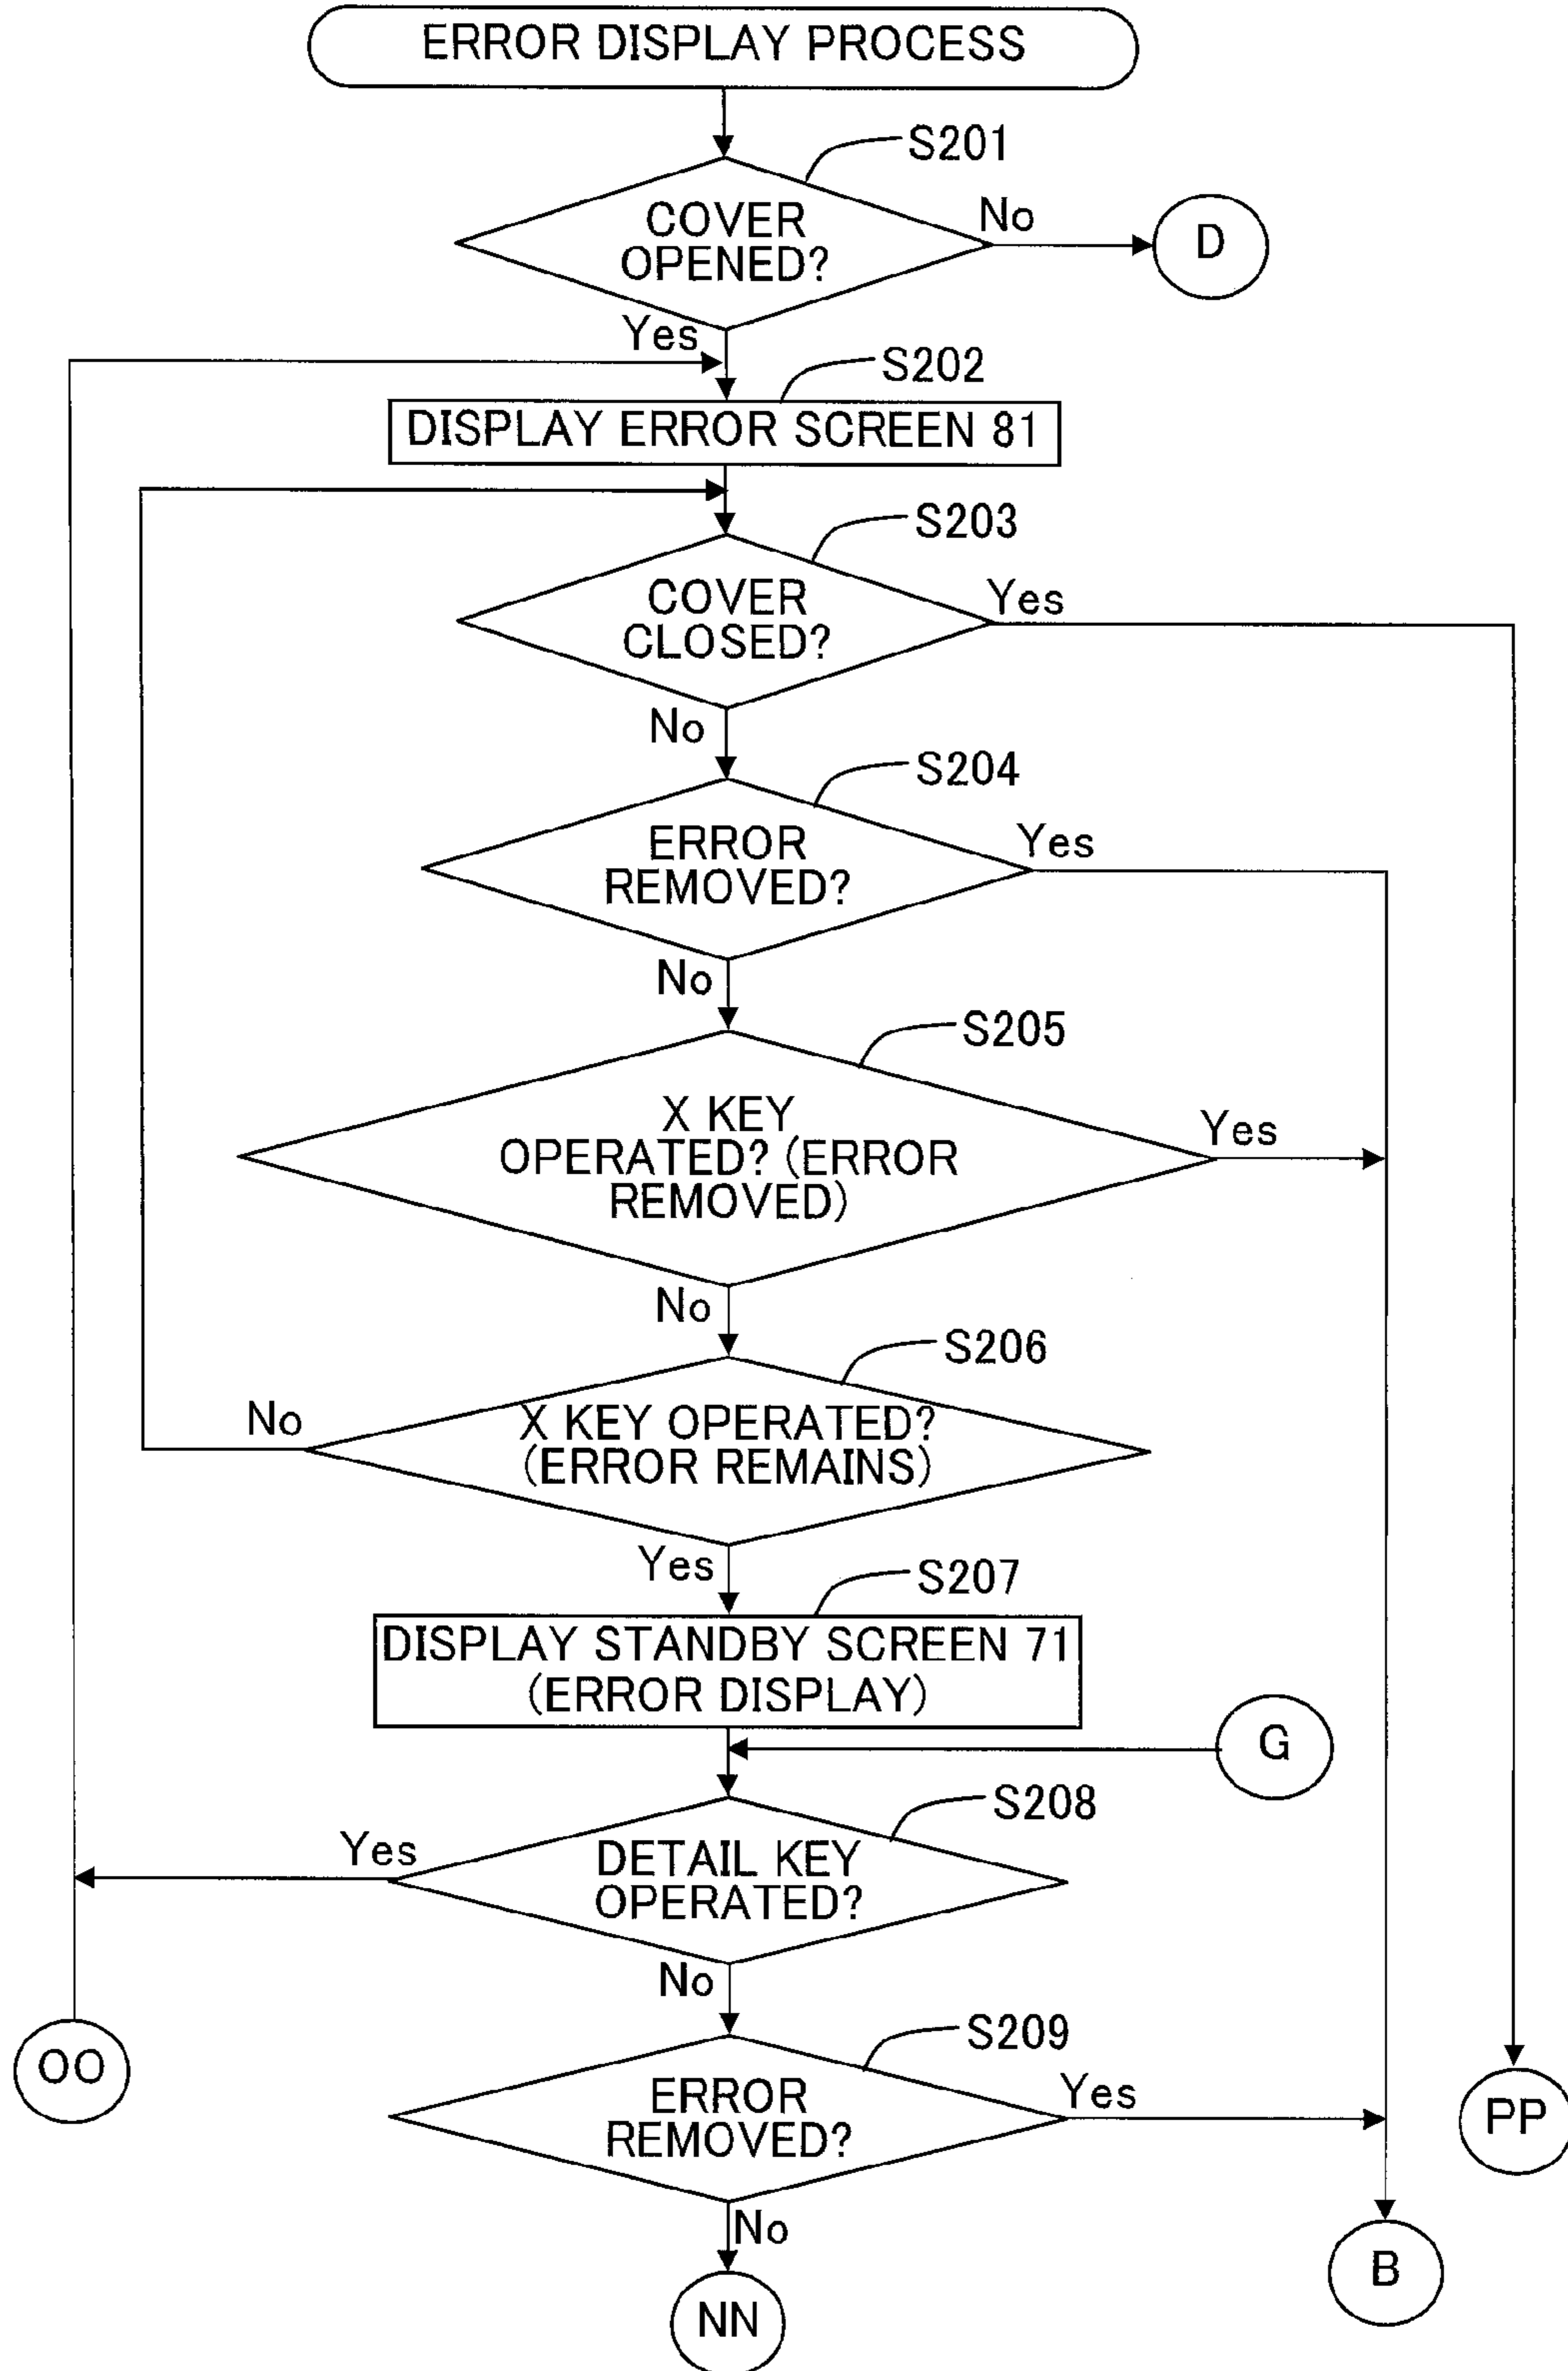 ERROR DISPLAY PROCESS
S201
COVER
OPENED?
No
D
Yes
S202
DISPLAY ERROR SCREEN 81
S203
COVER
CLOSED?
Yes
No
S204
ERROR
REMOVED?
Yes
No
S205
X KEY
OPERATED? (ERROR
REMOVED)
Yes
No
S206
X KEY OPERATED?
(ERROR REMAINS)
No
Yes
S207
DISPLAY STANDBY SCREEN 71
(ERROR DISPLAY)
G
S208
DETAIL KEY
OPERATED?
Yes
No
S209
ERROR
REMOVED?
Yes
No
OO
PP
B
NN